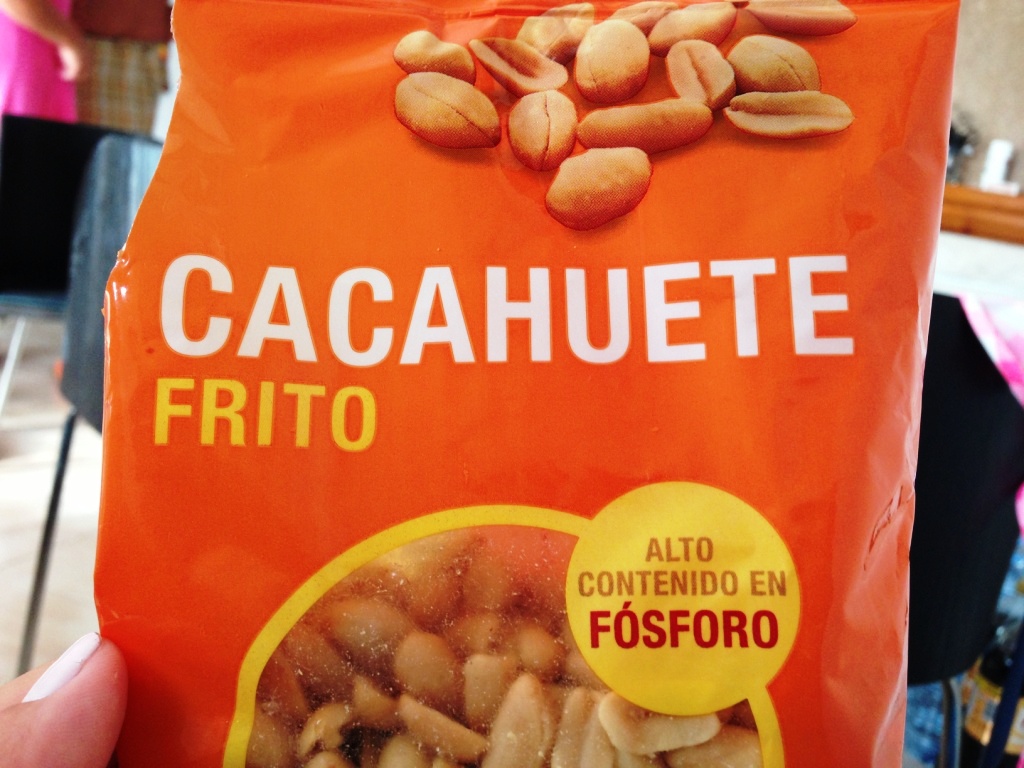 CACAHUETE
FRITO
ALTO
CONTENIDO EN
FÓSFORO